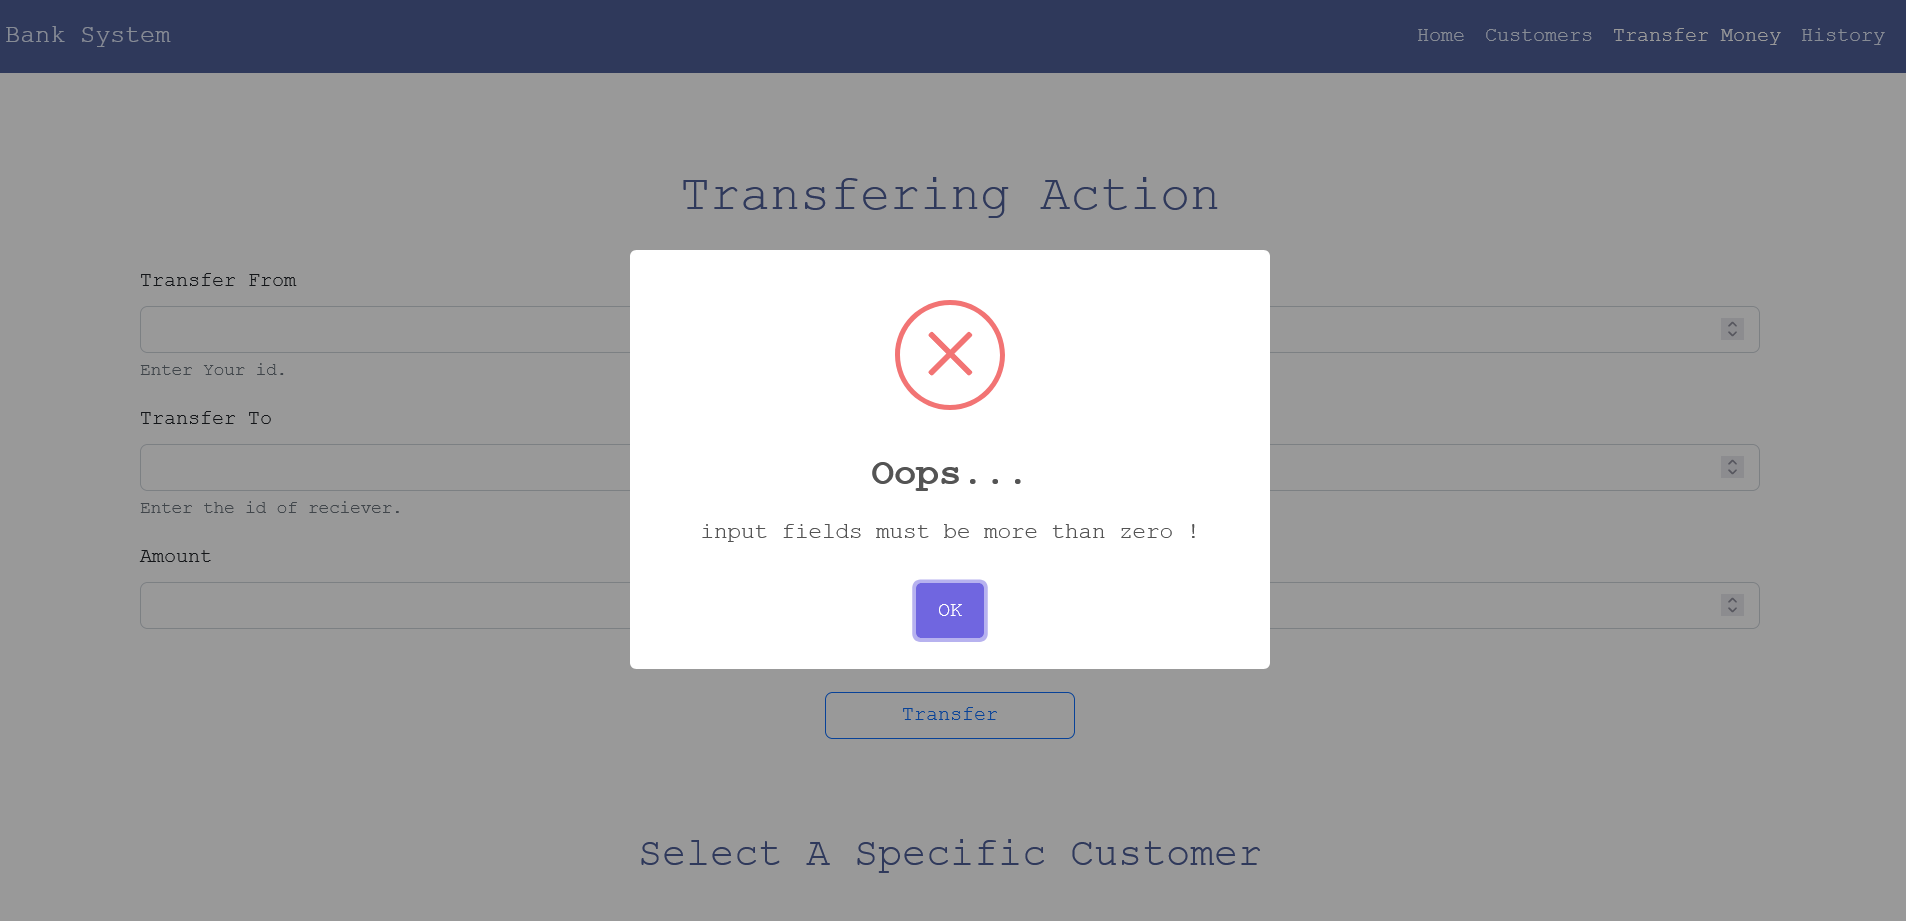 Bank System
Home Customers Transfer Money History
Transfering Action
Transfer From
Enter Your id.
Transfer To
Enter the id of reciever.
Amount
Oops...
input fields must be more than zero !
OK
Transfer
Select A Specific Customer